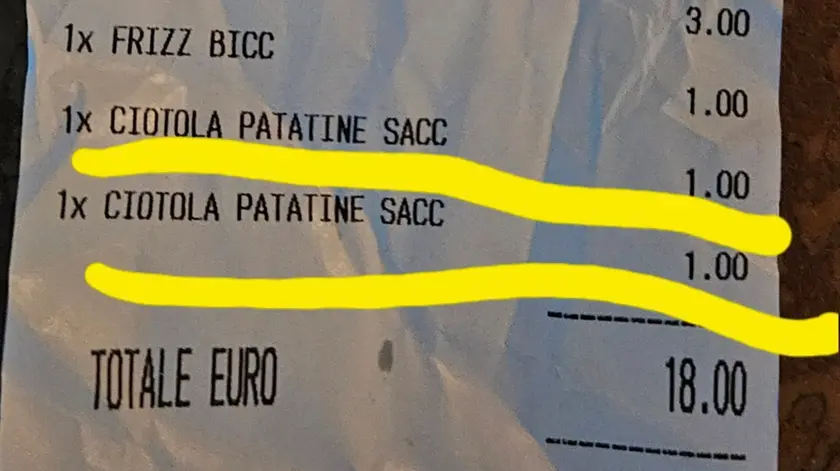 3.00
1x FRIZZ BICC
1.00
1x CIOTOLA PATATINE SACC
1.00
1x CIOTOLA PATATINE SACC
1.00
TOTALE EURO 18.00